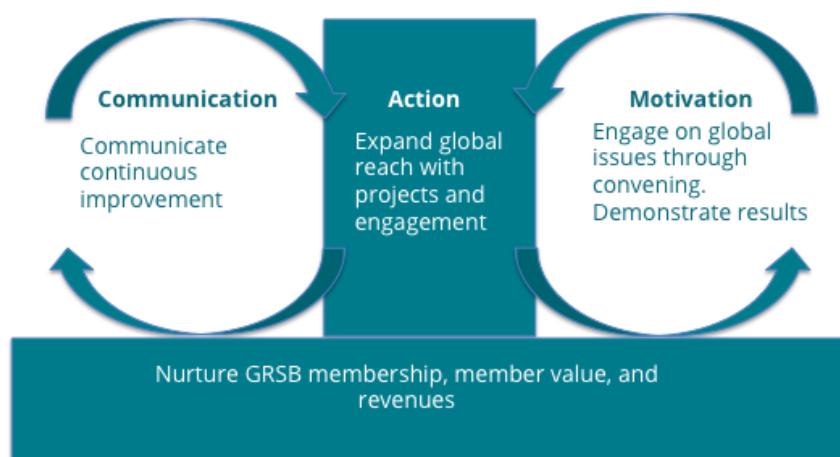 Communication
Communicate
continuous
improvement
Action
Expand global
reach with
projects and
engagement
Motivation
Engage on global
issues through
convening.
Demonstrate results
Nurture GRSB membership, member value, and
revenues